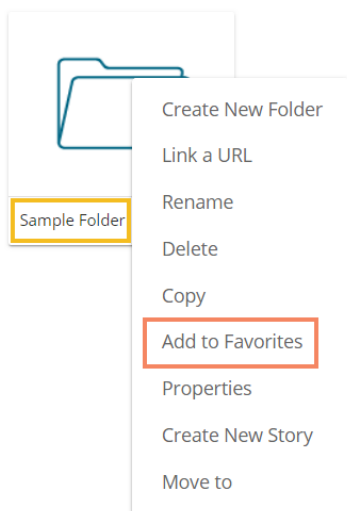 Sample Folder
Create New Folder
Link a URL
Rename
Delete
Copy
Add to Favorites
Properties
Create New Story
Move to